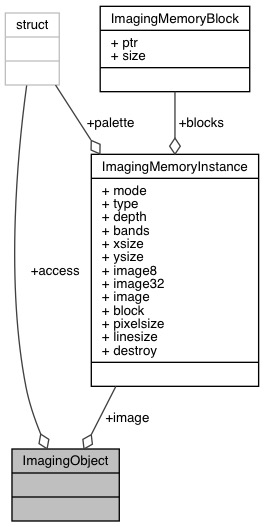 struct
ImagingMemoryBlock
+ ptr
+ size
+palette
+blocks
ImagingMemoryInstance
+ mode
+ type
+ depth
+ bands
+ xsize
+ ysize
+ image8
+ image32
+ image
+ block
+ pixelsize
+ linesize
+ destroy
+access
+image
ImagingObject